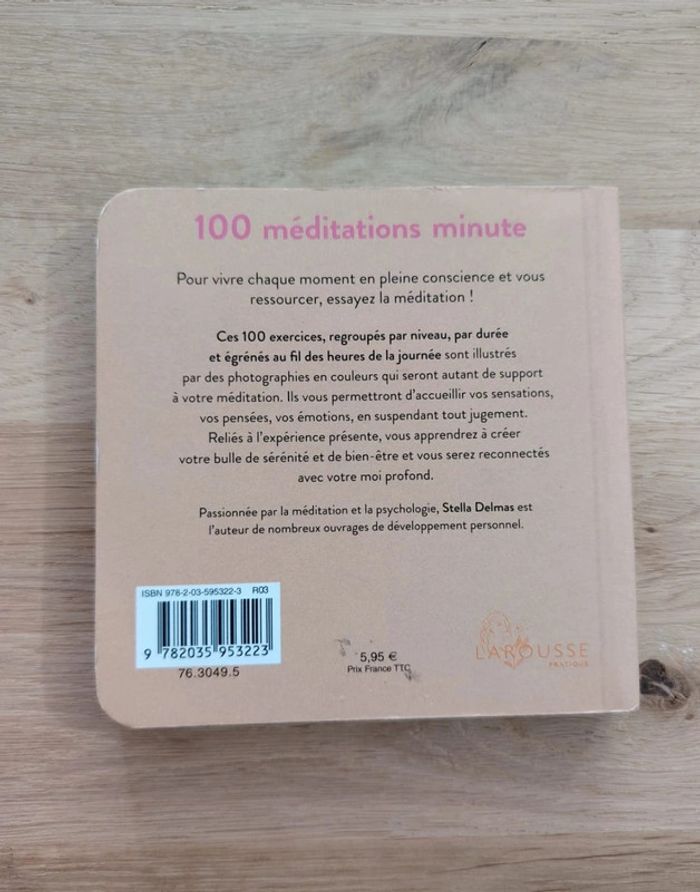 100 méditations minute
Pour vivre chaque moment en pleine conscience et vous
ressourcer, essayez la méditation !
Ces 100 exercices, regroupés par niveau, par durée
et égrénés au fil des heures de la journée sont illustrés
par des photographies en couleurs qui seront autant de support
à votre méditation. Ils vous permettront d'accueillir vos sensations,
vos pensées, vos émotions, en suspendant tout jugement.
Reliés à l'expérience présente, vous apprendrez à créer
votre bulle de sérénité et de bien-être et vous serez reconnectés
avec votre moi profond.
Passionnée par la méditation et la psychologie, Stella Delmas est
l'auteur de nombreux ouvrages de développement personnel.
ISBN 978-2-03-595322-3 R03
9 782035 953223
76.3049.5
5,95 €
Prix France TTC
LAROUSSE
PRATIQUE